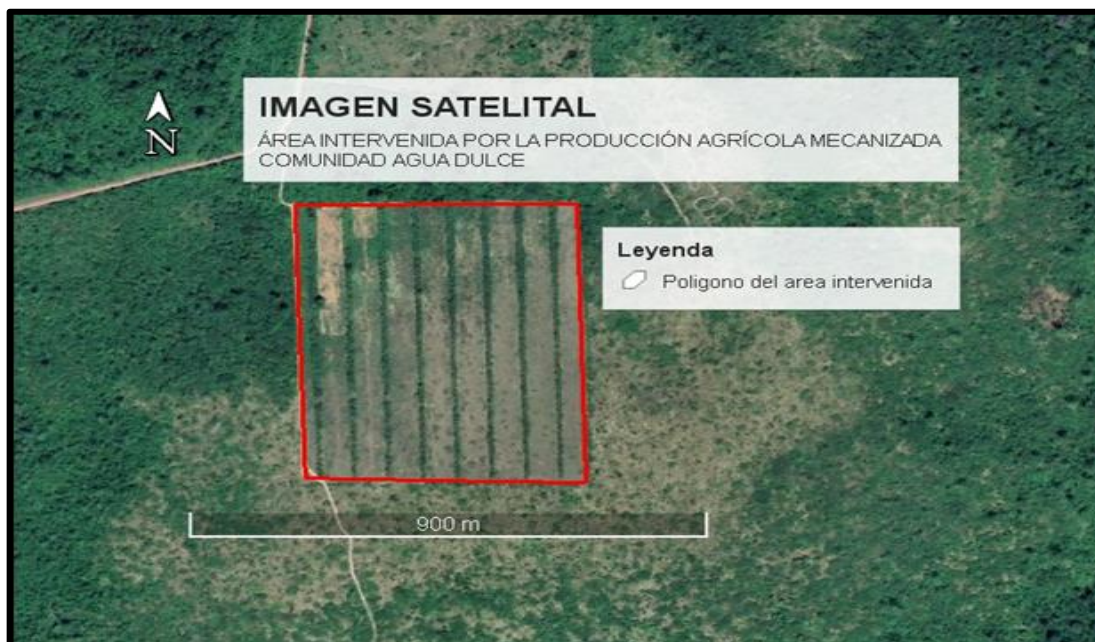 IMAGEN SATELITAL
ÁREA INTERVENIDA POR LA PRODUCCIÓN AGRÍCOLA MECANIZADA
COMUNIDAD AGUA DULCE
N
Leyenda
Poligono del area intervenida
900 m